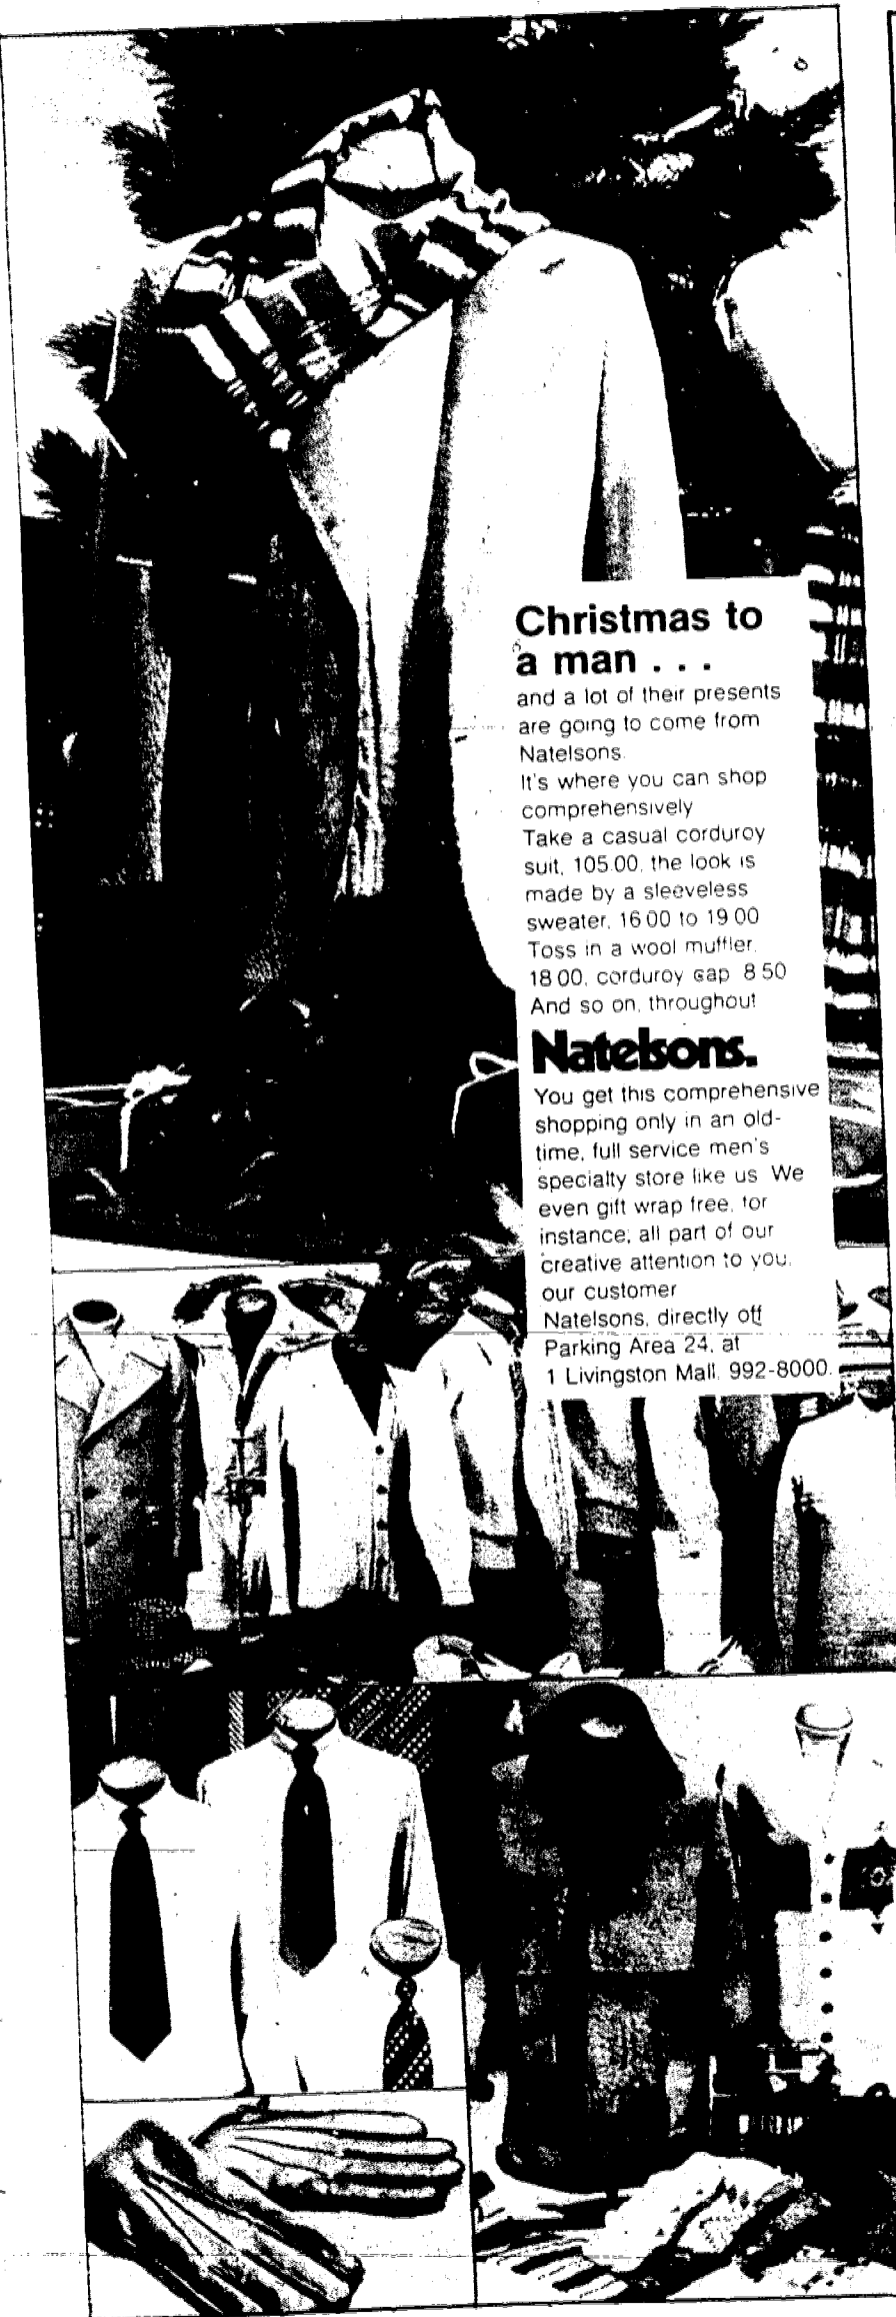 Christmas to
a man . . .
and a lot of their presents
are going to come from
Natelsons.
It's where you can shop
comprehensively
Take a casual corduroy
suit, 105.00, the look is
made by a sleeveless
sweater, 16 00 to 19 00
Toss in a wool muffler,
18 00, corduroy cap 8 50
And so on, throughout
Natelsons.
You get this comprehensive
shopping only in an old-
time, full service men's
specialty store like us We
even gift wrap free, for
instance, all part of our
creative attention to you,
our customer
Natelsons, directly off
Parking Area 24, at
1 Livingston Mall. 992-8000.